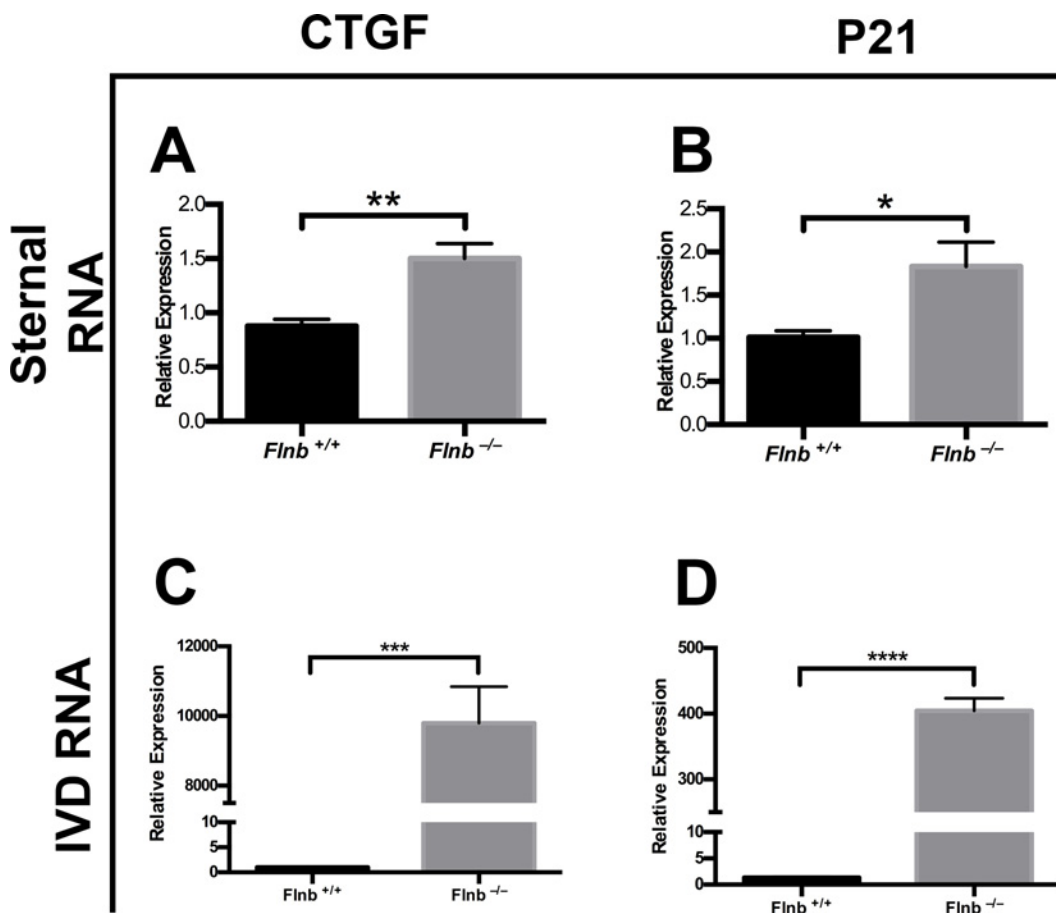 CTGF
P21
Sternal
RNA
A
**
2.0
1.5
1.0
0.5
0.0
Relative Expression
Flnb +/+
Flnb –/–
B
*
2.5
2.0
1.5
1.0
0.5
0.0
Relative Expression
Flnb +/+
Flnb –/–
IVD RNA
C
***
12000
10000
8000
10
5
0
Relative Expression
Flnb +/+
Flnb –/–
D
****
500
400
300
10
5
0
Relative Expression
Flnb +/+
Flnb –/–